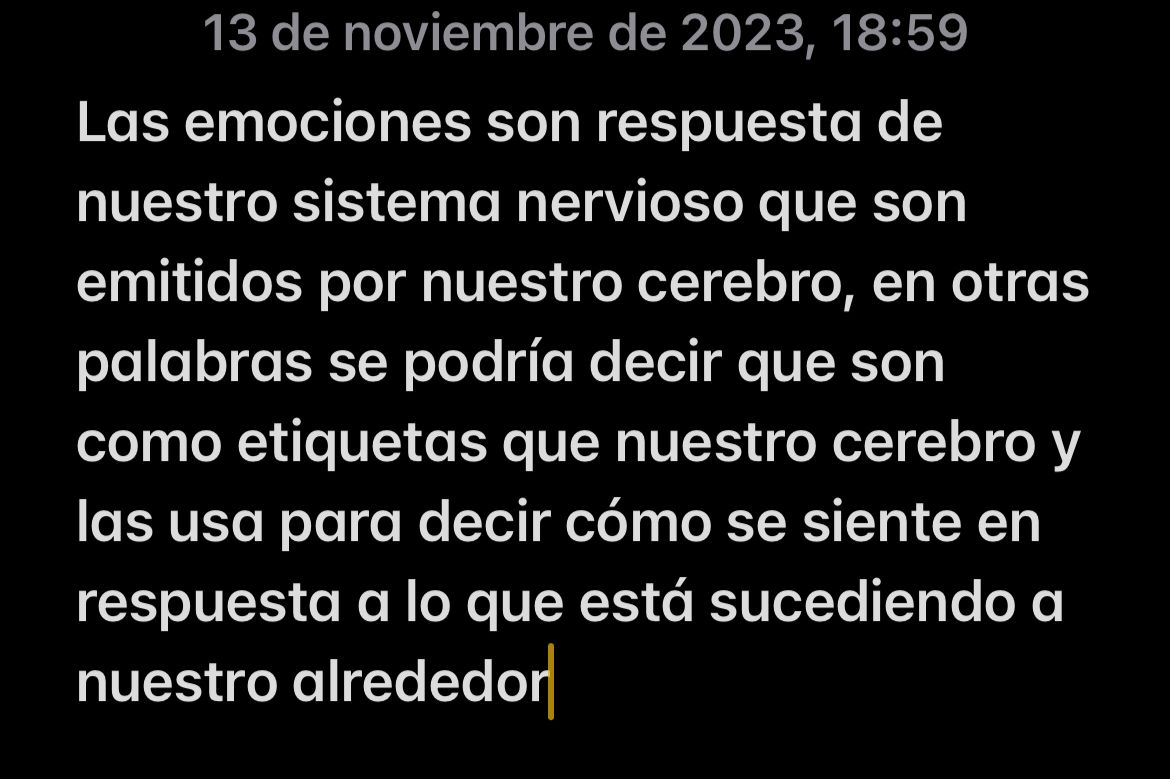 13 de noviembre de 2023, 18:59
Las emociones son respuesta de
nuestro sistema nervioso que son
emitidos por nuestro cerebro, en otras
palabras se podría decir que son
como etiquetas que nuestro cerebro y
las usa para decir cómo se siente en
respuesta a lo que está sucediendo a
nuestro alrededor